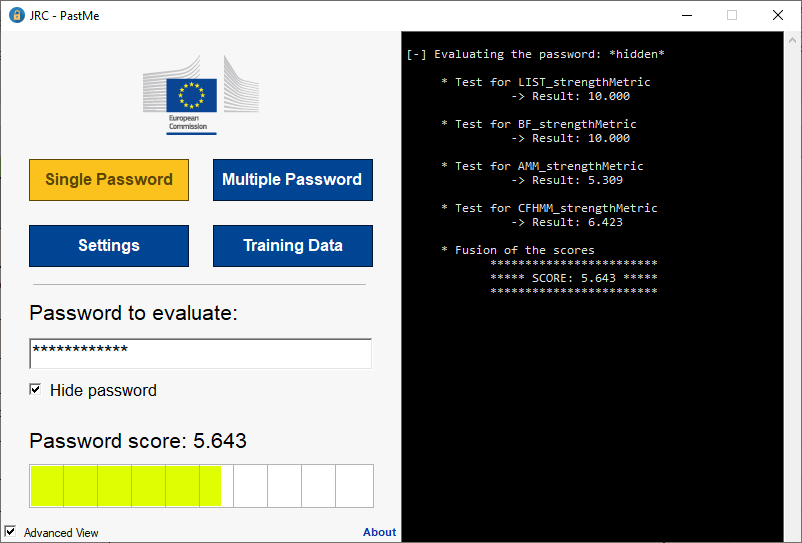 JRC - PastMe
European
Commission
Single Password
Multiple Password
Settings
Training Data
Password to evaluate:
************
Hide password
Password score: 5.643
Advanced View
About
[-] Evaluating the password: *hidden*
* Test for LIST_strengthMetric
-> Result: 10.000
* Test for BF_strengthMetric
-> Result: 10.000
* Test for AMM_strengthMetric
-> Result: 5.309
* Test for CFHMM_strengthMetric
-> Result: 6.423
* Fusion of the scores
************************
***** SCORE: 5.643 *****
************************